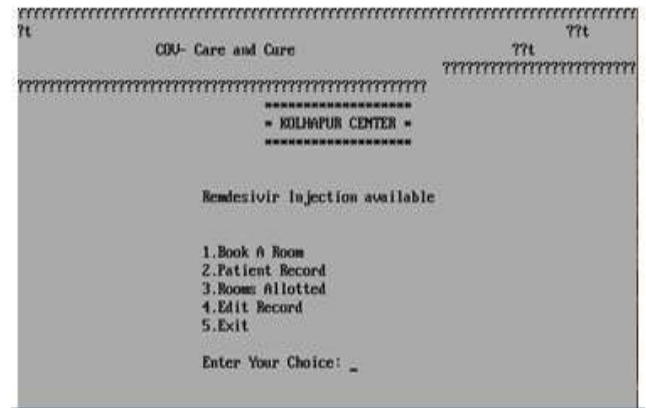 ??????????????????????????????????????????????????????????????????????????????
?t ??t
COV- Care and Cure ??t
????????????????????????
????????????????????????????????????????????????????
********************
* KOLHAPUR CENTER *
********************
Remdesivir Injection available
1.Book A Room
2.Patient Record
3.Rooms Allotted
4.Edit Record
5.Exit
Enter Your Choice: _